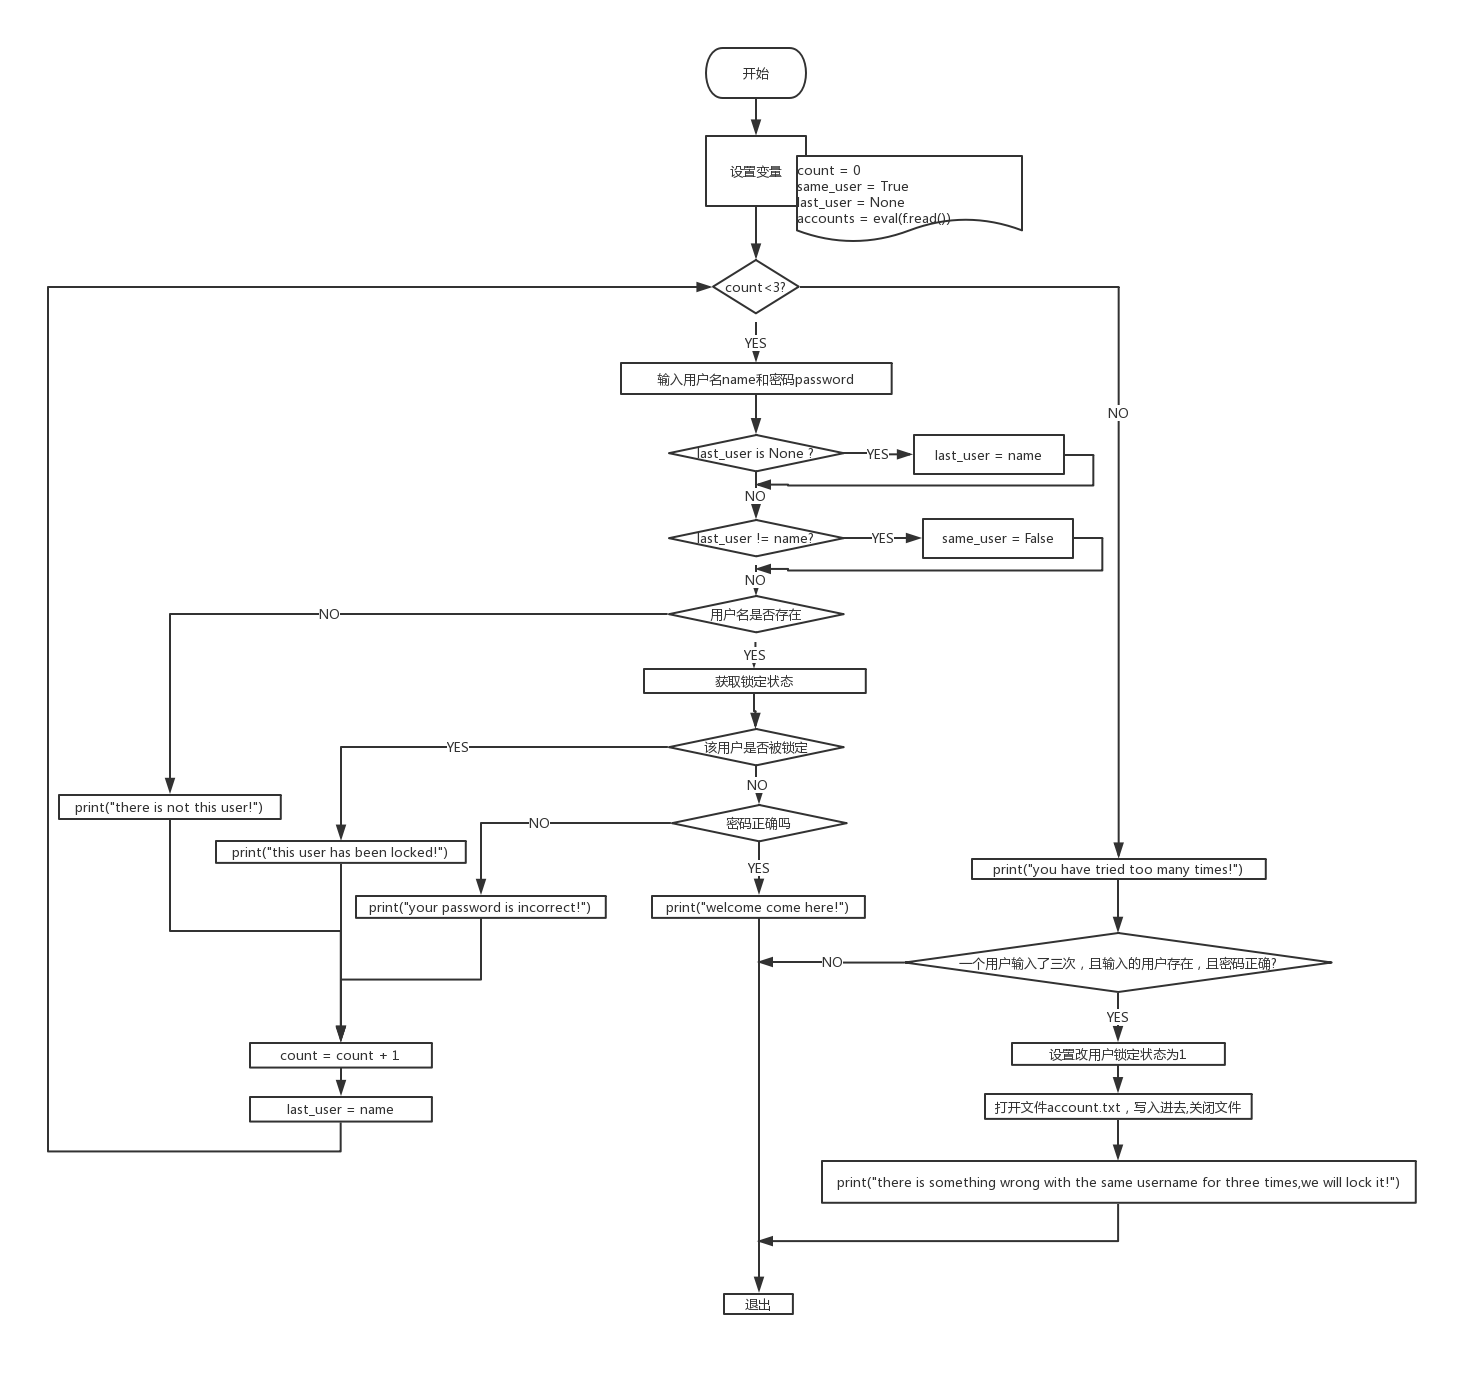 开始
设置变量
count = 0
same_user = True
last_user = None
accounts = eval(f.read())
count<3?
YES
输入用户名name和密码password
NO
last_user is None ?
YES
last_user = name
NO
last_user != name?
YES
same_user = False
NO
用户名是否存在
NO
YES
获取锁定状态
该用户是否被锁定
YES
NO
print("there is not this user!")
密码正确吗
NO
print("this user has been locked!")
YES
print("you have tried too many times!")
print("your password is incorrect!")
print("welcome come here!")
NO
一个用户输入了三次，且输入的用户存在，且密码正确?
YES
count = count + 1
设置改用户锁定状态为1
last_user = name
打开文件account.txt，写入进去,关闭文件
print("there is something wrong with the same username for three times,we will lock it!")
退出